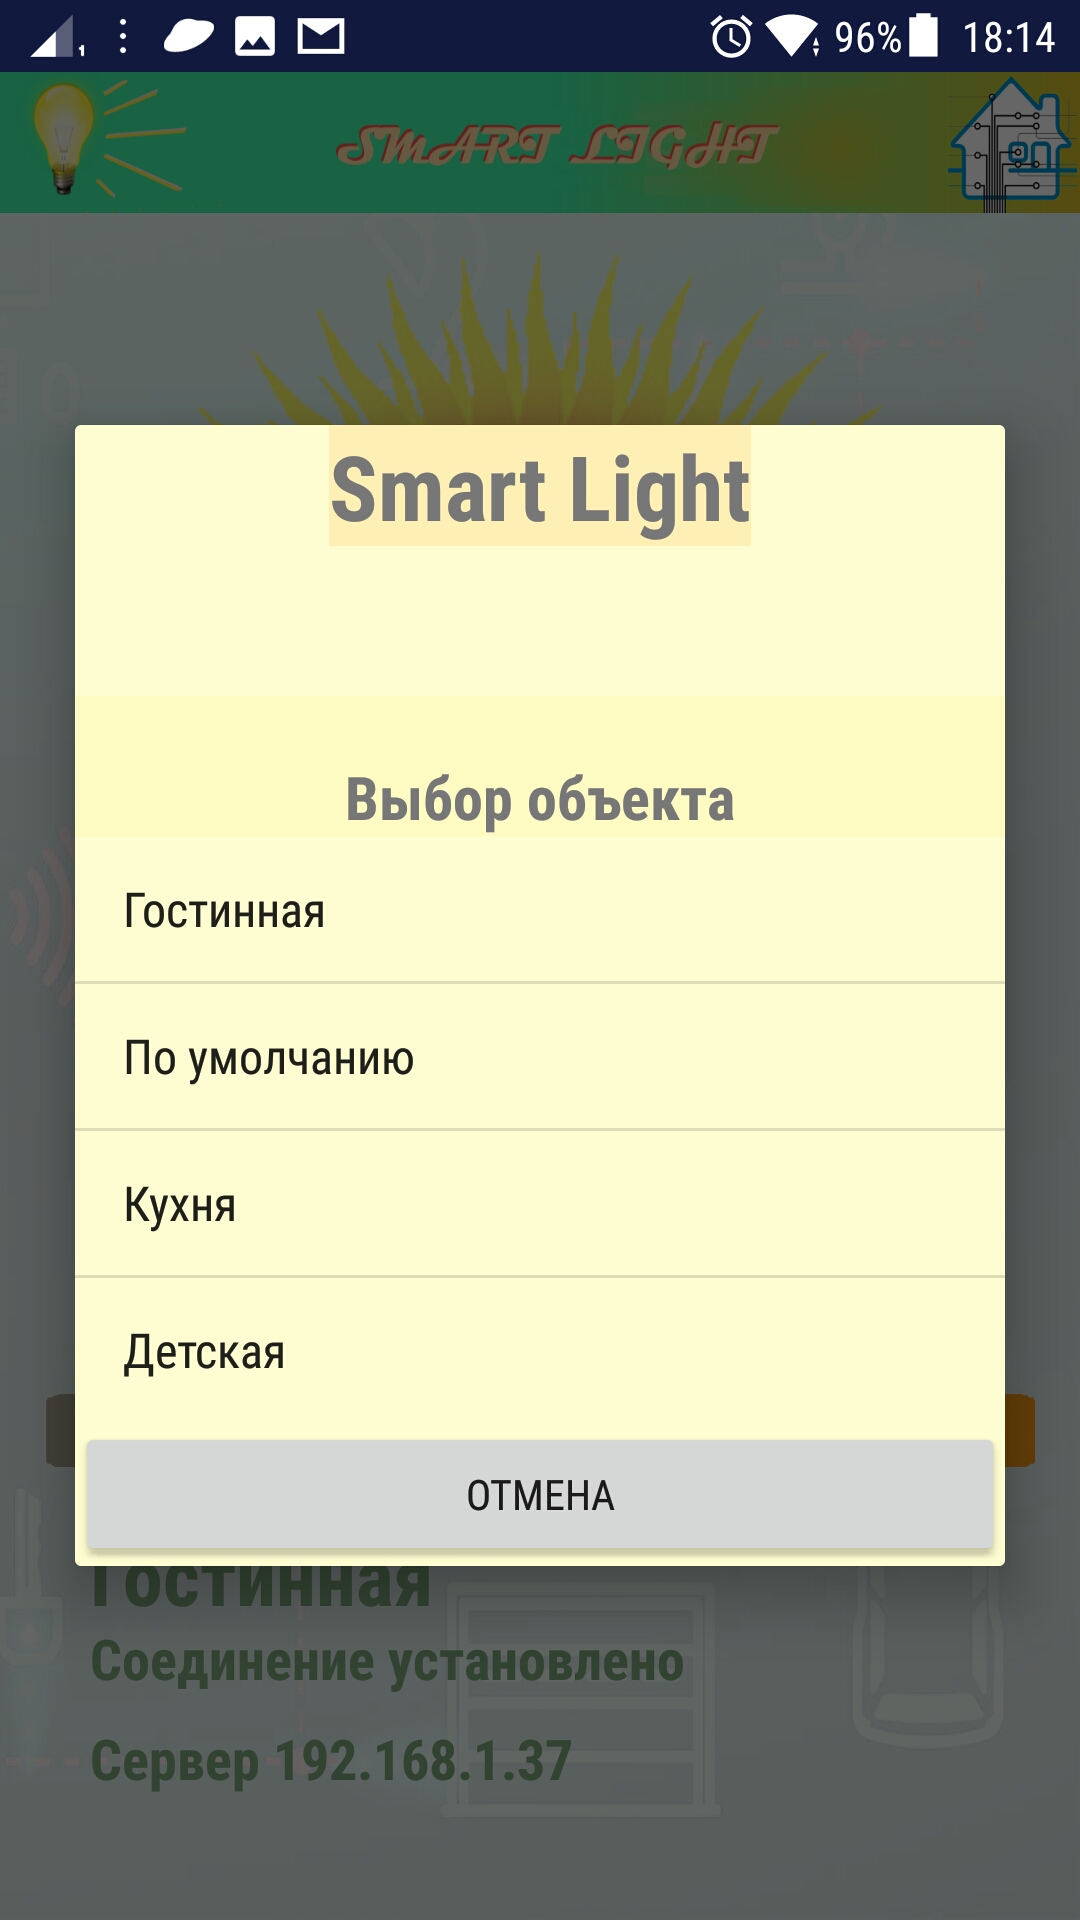 96% 18:14
SMART LIGHT
Smart Light
Выбор объекта
Гостинная
По умолчанию
Кухня
Детская
ОТМЕНА
Гостинная
Соединение установлено
Сервер 192.168.1.37